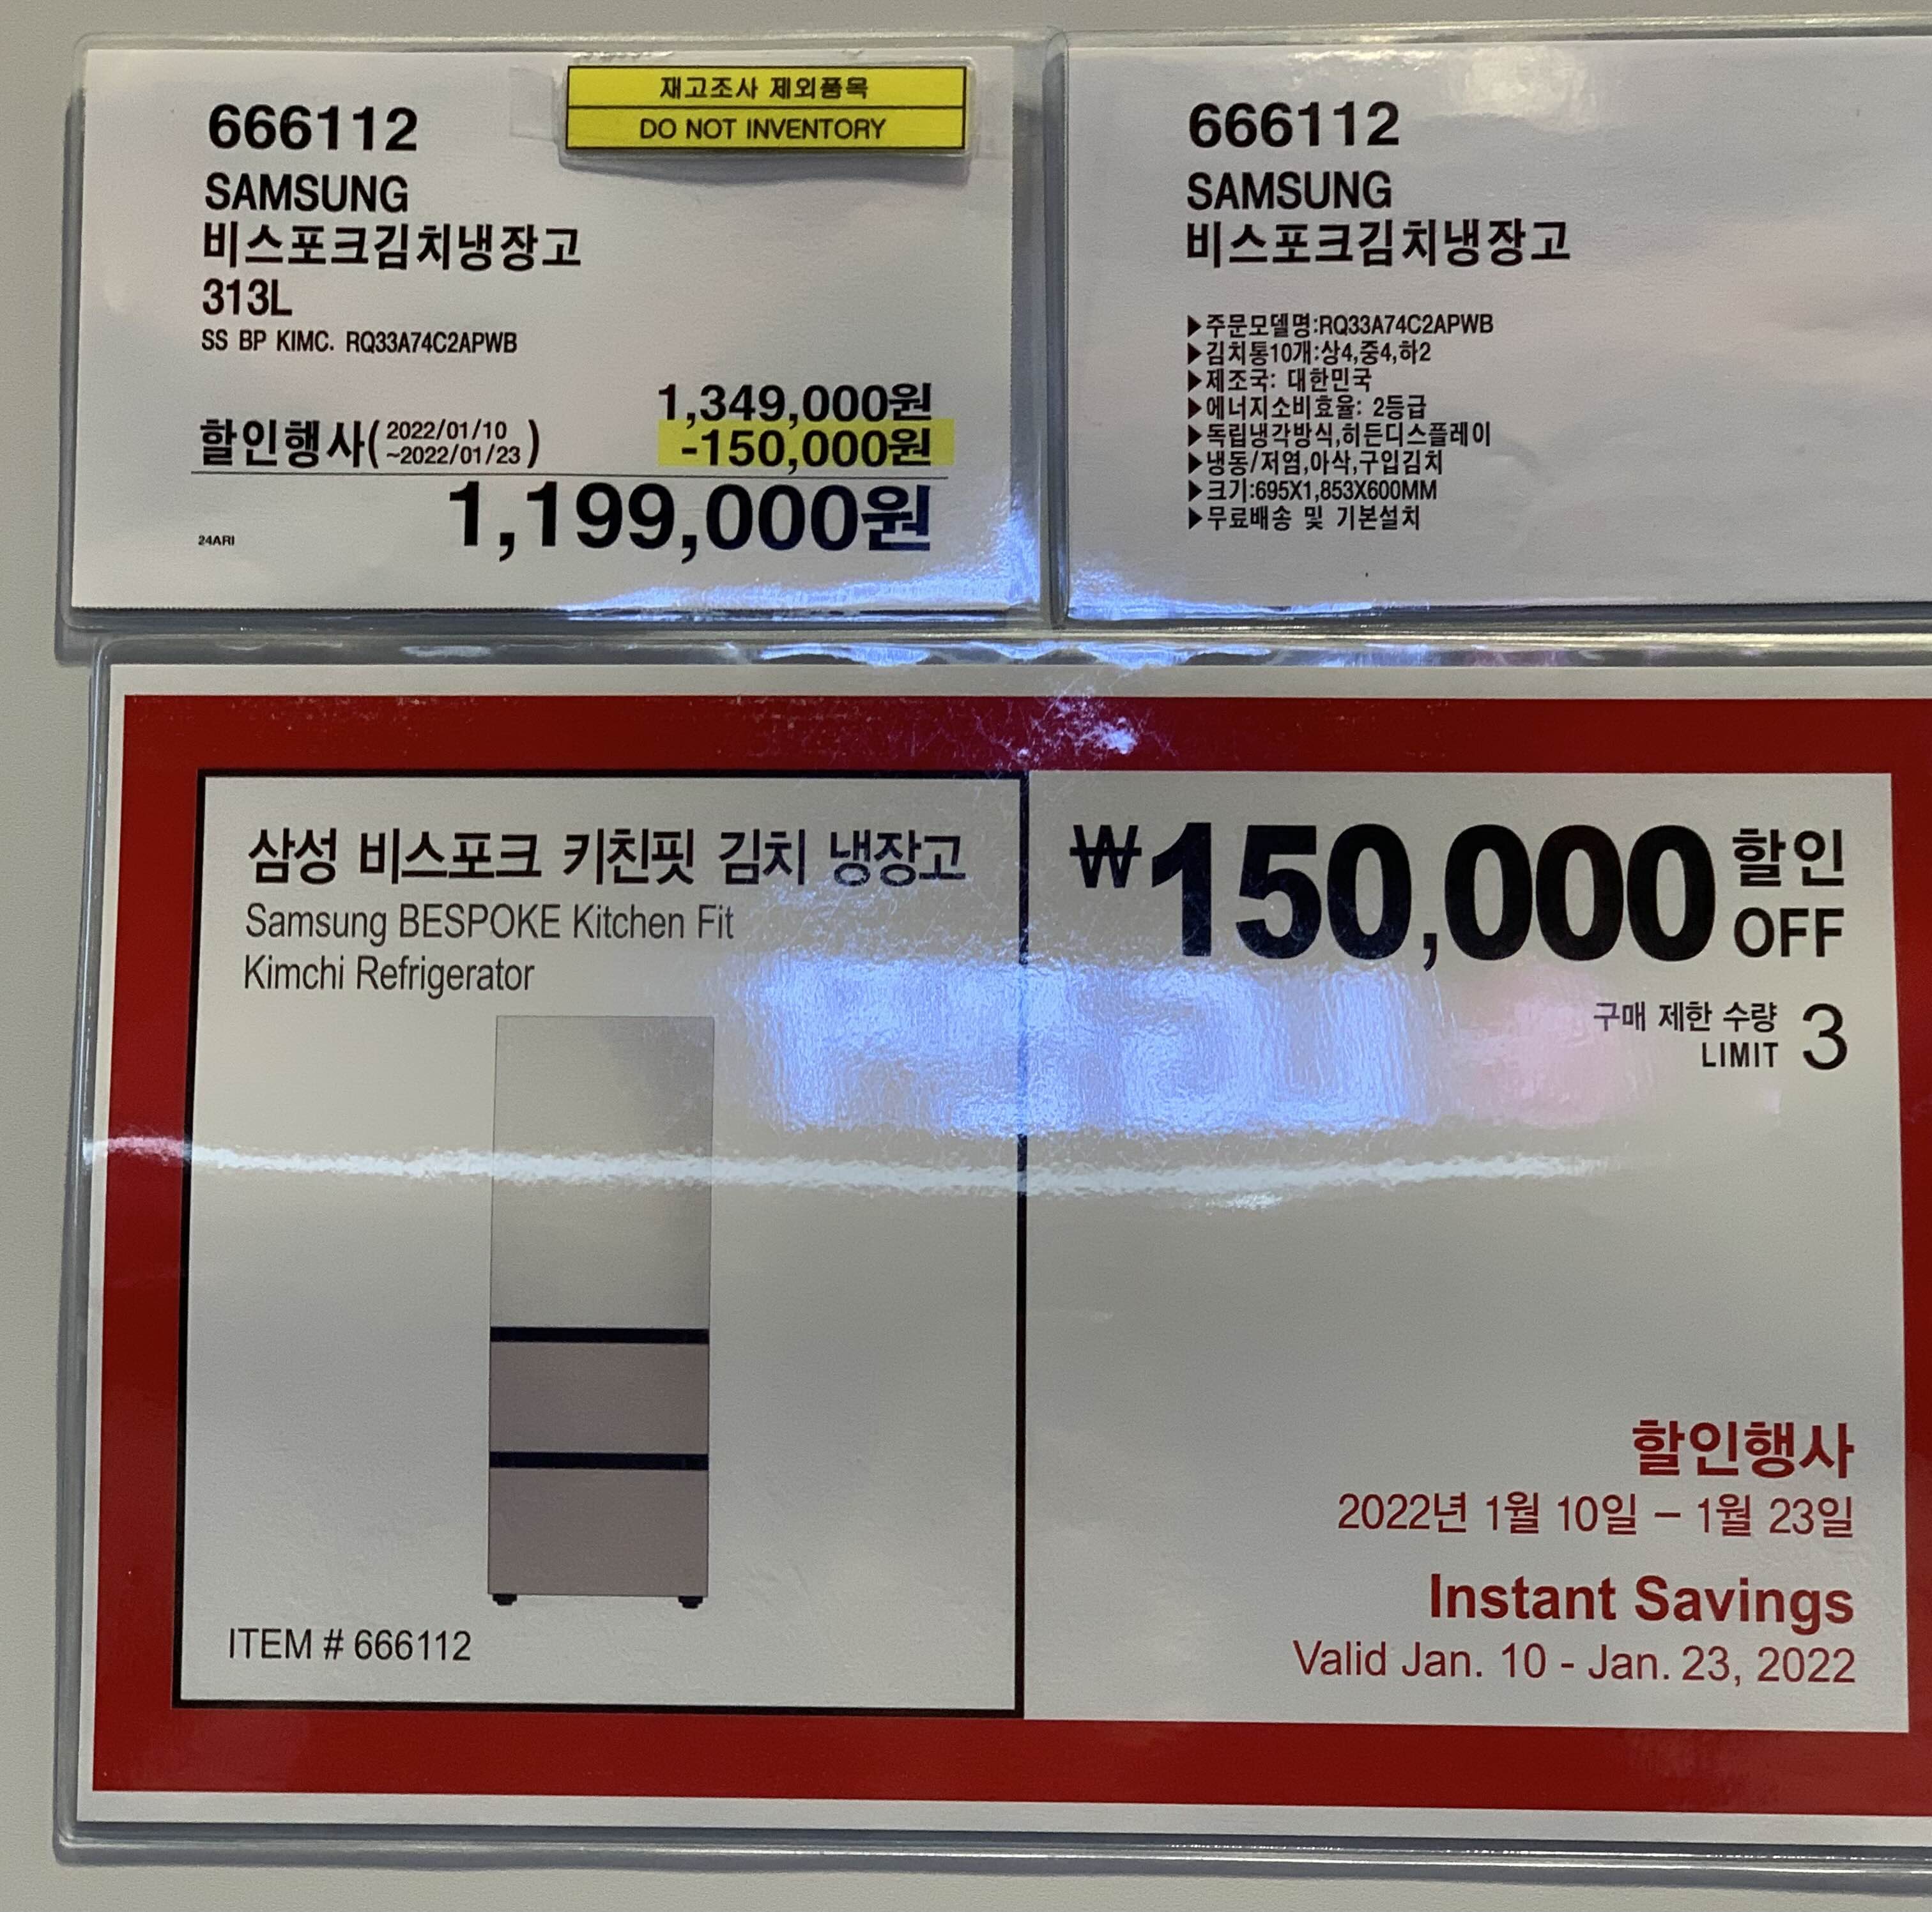 재고조사 제외품목
DO NOT INVENTORY
666112
SAMSUNG
비스포크김치냉장고
313L
SS BP KIMC. RQ33A74C2APWB
1,349,000원
할인행사(2022/01/10
~2022/01/23)
-150,000원
1,199,000원
24ARI
666112
SAMSUNG
비스포크김치냉장고
▶주문모델명:RQ33A74C2APWB
▶김치통10개:상4,중4,하2
▶제조국: 대한민국
▶에너지소비효율: 2등급
▶독립냉각방식,히든디스플레이
▶냉동/저염,아삭,구입김치
▶크기:695X1,853X600MM
▶무료배송 및 기본설치
삼성 비스포크 키친핏 김치 냉장고
Samsung BESPOKE Kitchen Fit
Kimchi Refrigerator
ITEM # 666112
₩150,000 할인
OFF
구매 제한 수량
LIMIT 3
할인행사
2022년 1월 10일 – 1월 23일
Instant Savings
Valid Jan. 10 - Jan. 23, 2022